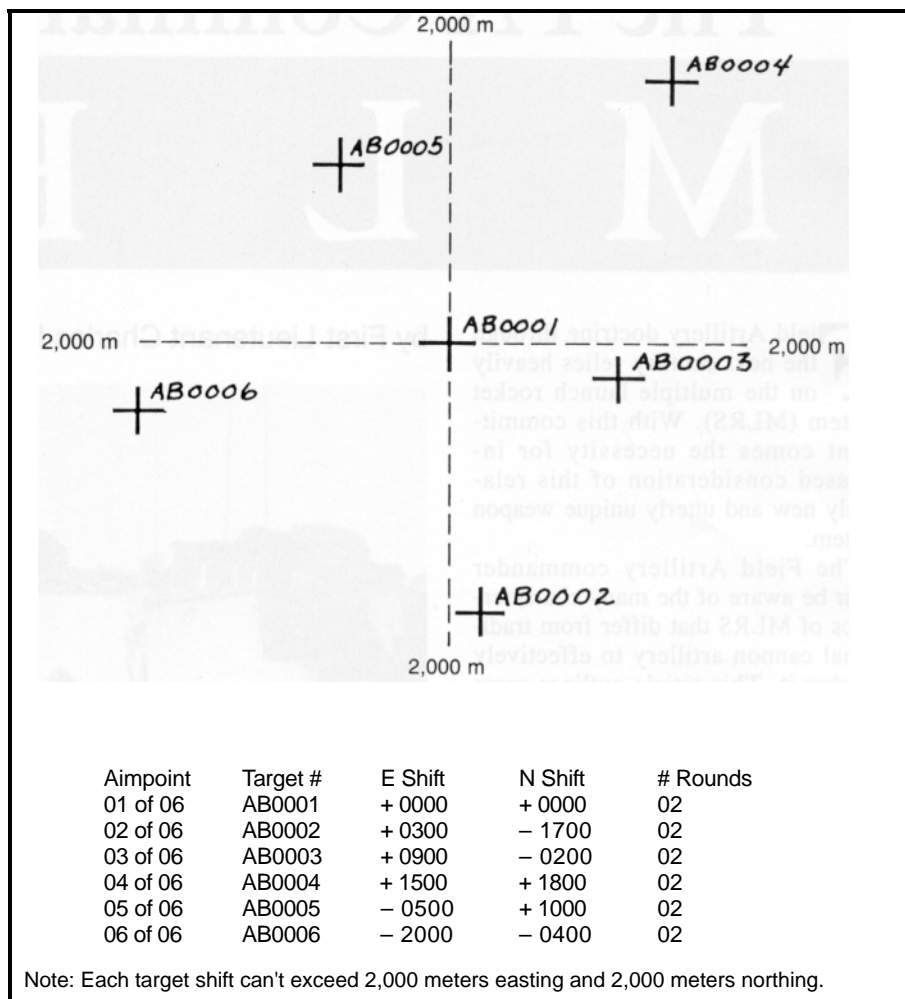 2,000 m
AB0004
AB0005
AB0001
2,000 m
2,000 m
AB0003
AB0006
AB0002
2,000 m
Aimpoint Target # E Shift N Shift # Rounds
01 of 06 AB0001 + 0000 + 0000 02
02 of 06 AB0002 + 0300 – 1700 02
03 of 06 AB0003 + 0900 – 0200 02
04 of 06 AB0004 + 1500 + 1800 02
05 of 06 AB0005 – 0500 + 1000 02
06 of 06 AB0006 – 2000 – 0400 02
Note: Each target shift can't exceed 2,000 meters easting and 2,000 meters northing.